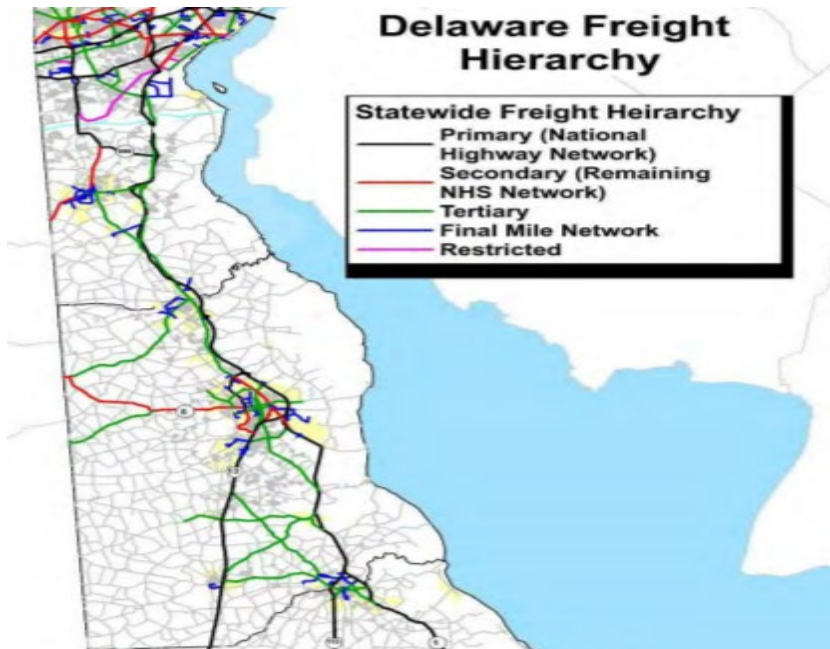 Delaware Freight
Hierarchy
Statewide Freight Heirarchy
Primary (National
Highway Network)
Secondary (Remaining
NHS Network)
Tertiary
Final Mile Network
Restricted